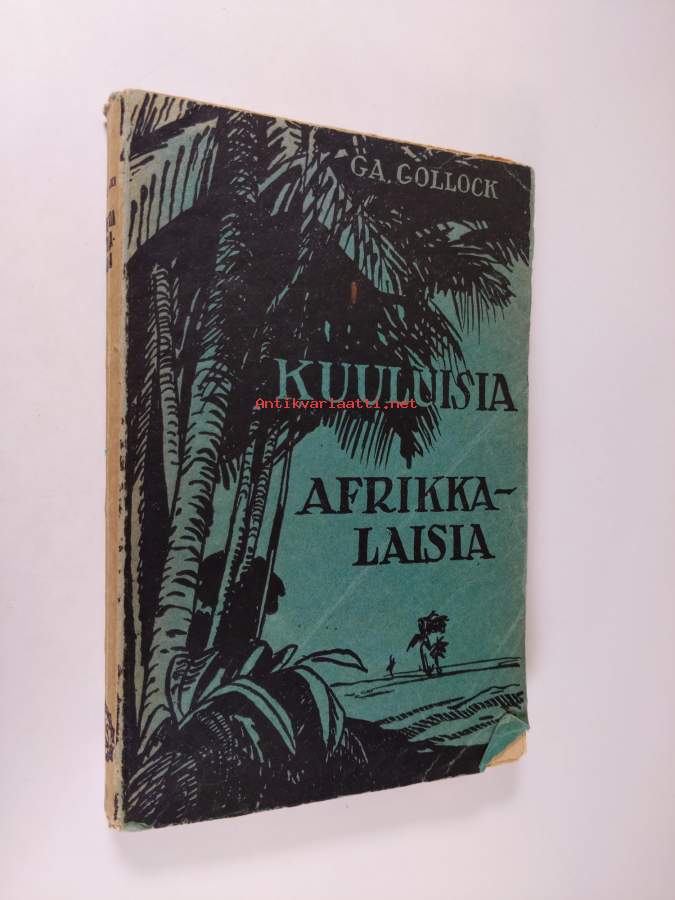 G.A. GOLLOCK
KUULUISIA
Antikvariaatti.net
AFRIKKA-
LAISIA